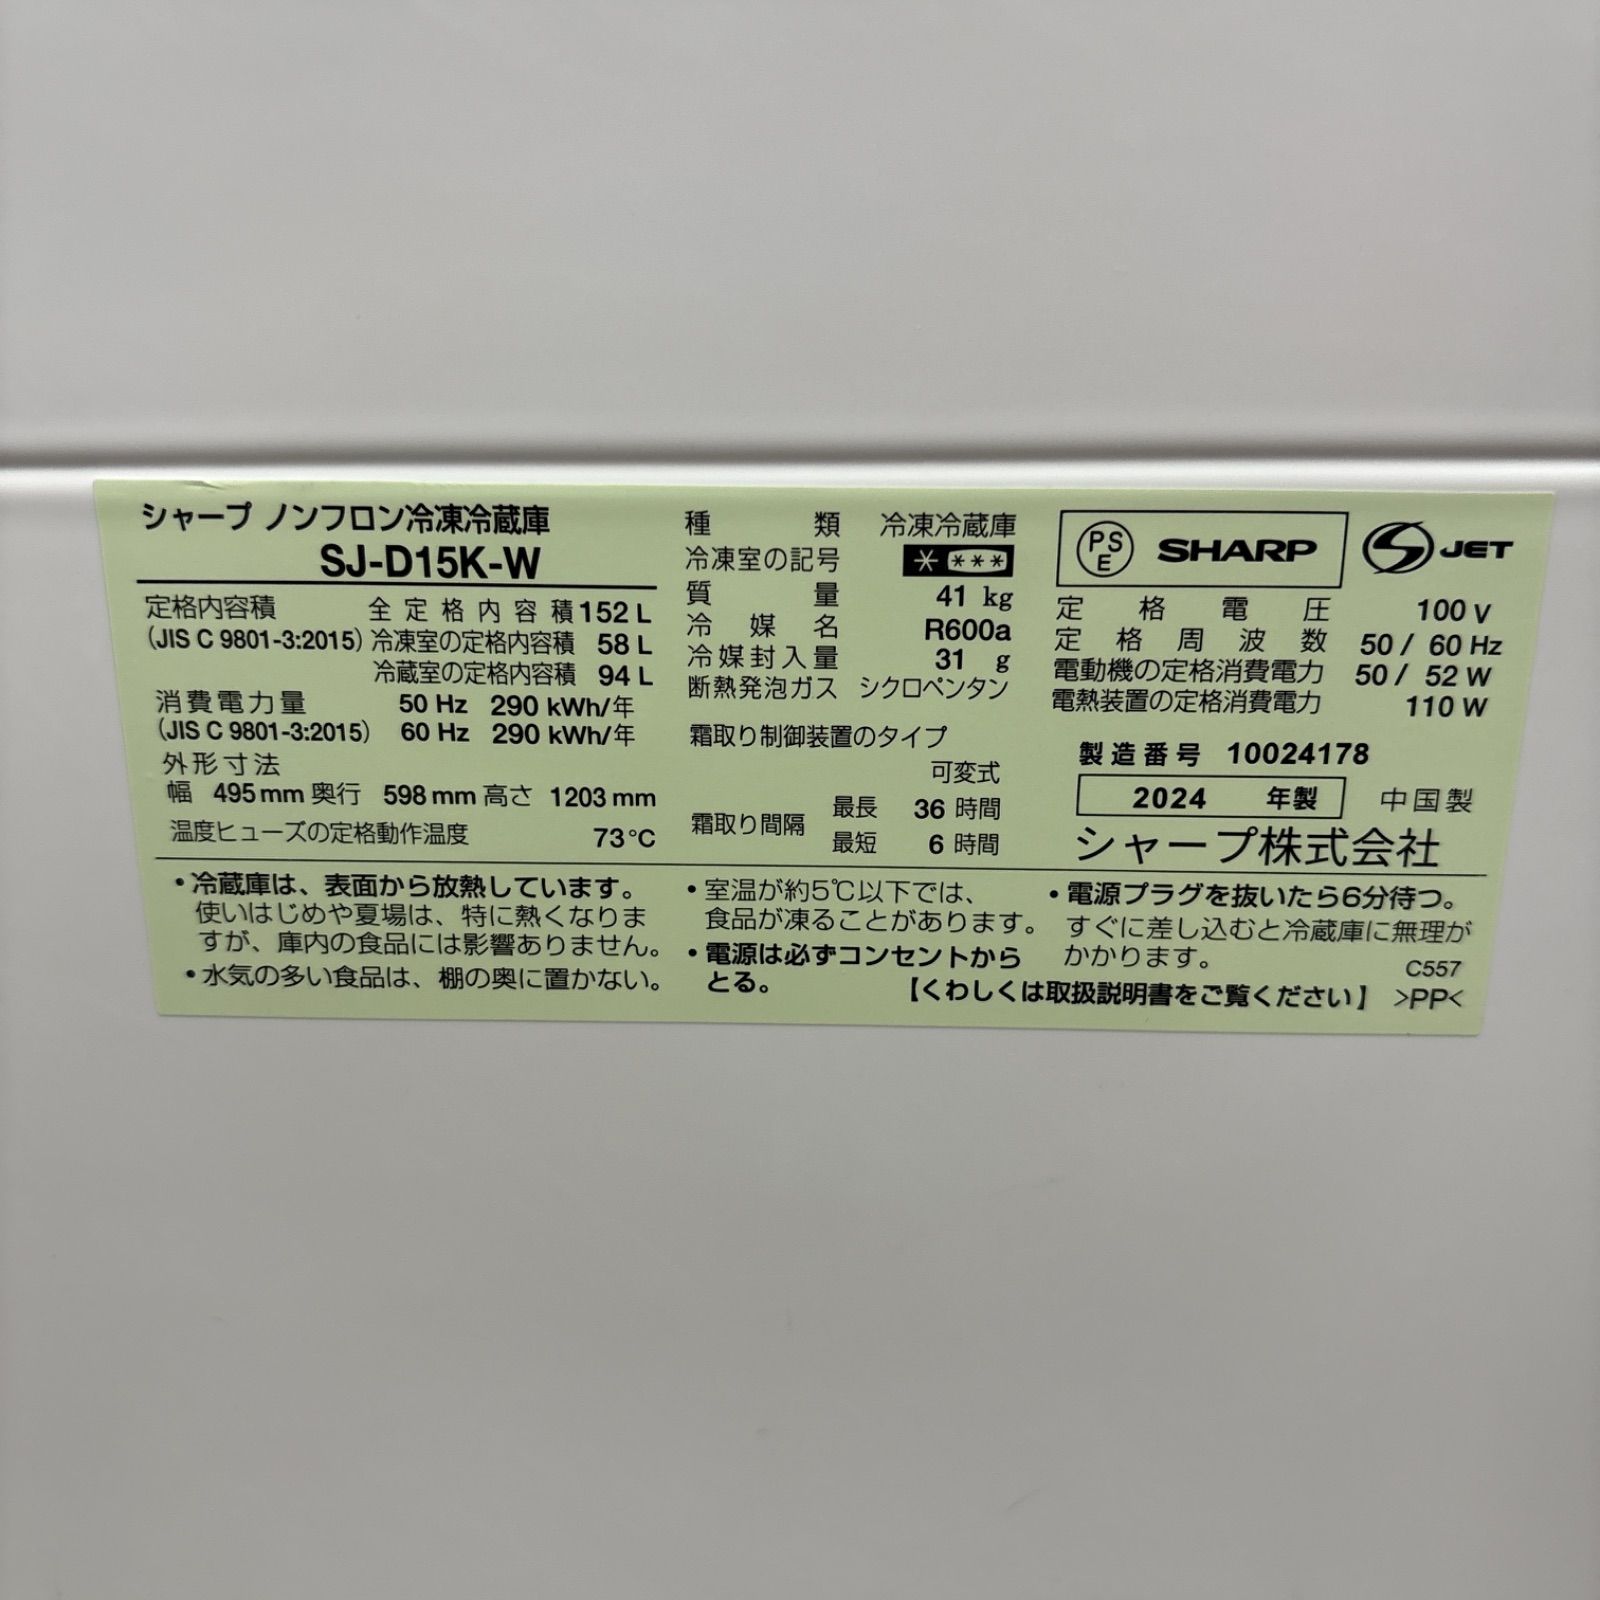 シャープ ノンフロン冷凍冷蔵庫
SJ-D15K-W
定格内容積 全定格内容積 152 L
(JIS C 9801-3:2015) 冷凍室の定格内容積 58 L
冷蔵室の定格内容積 94 L
消費電力量 50 Hz 290 kWh/年
(JIS C 9801-3:2015) 60 Hz 290 kWh/年
外形寸法
幅 495 mm 奥行 598 mm 高さ 1203 mm
温度ヒューズの定格動作温度 73℃
種類 冷凍冷蔵庫
冷凍室の記号 * ***
質量 41 kg
冷媒名 R600a
冷媒封入量 31 g
断熱発泡ガス シクロペンタン
霜取り制御装置のタイプ
可変式
霜取り間隔 最長 36 時間
最短 6 時間
PSE SHARP S JET
定格電圧 100 V
定格周波数 50 / 60 Hz
電動機の定格消費電力 50 / 52 W
電熱装置の定格消費電力 110 W
製造番号 10024178
2024 年製 中国製
シャープ株式会社
・冷蔵庫は、表面から放熱しています。
使いはじめや夏場は、特に熱くなりま
すが、庫内の食品には影響ありません。
・水気の多い食品は、棚の奥に置かない。
・室温が約5℃以下では、
食品が凍ることがあります。
・電源は必ずコンセントから
とる。
・電源プラグを抜いたら6分待つ。
すぐに差し込むと冷蔵庫に無理が
かかります。
C557
【くわしくは取扱説明書をご覧ください】 >PP<